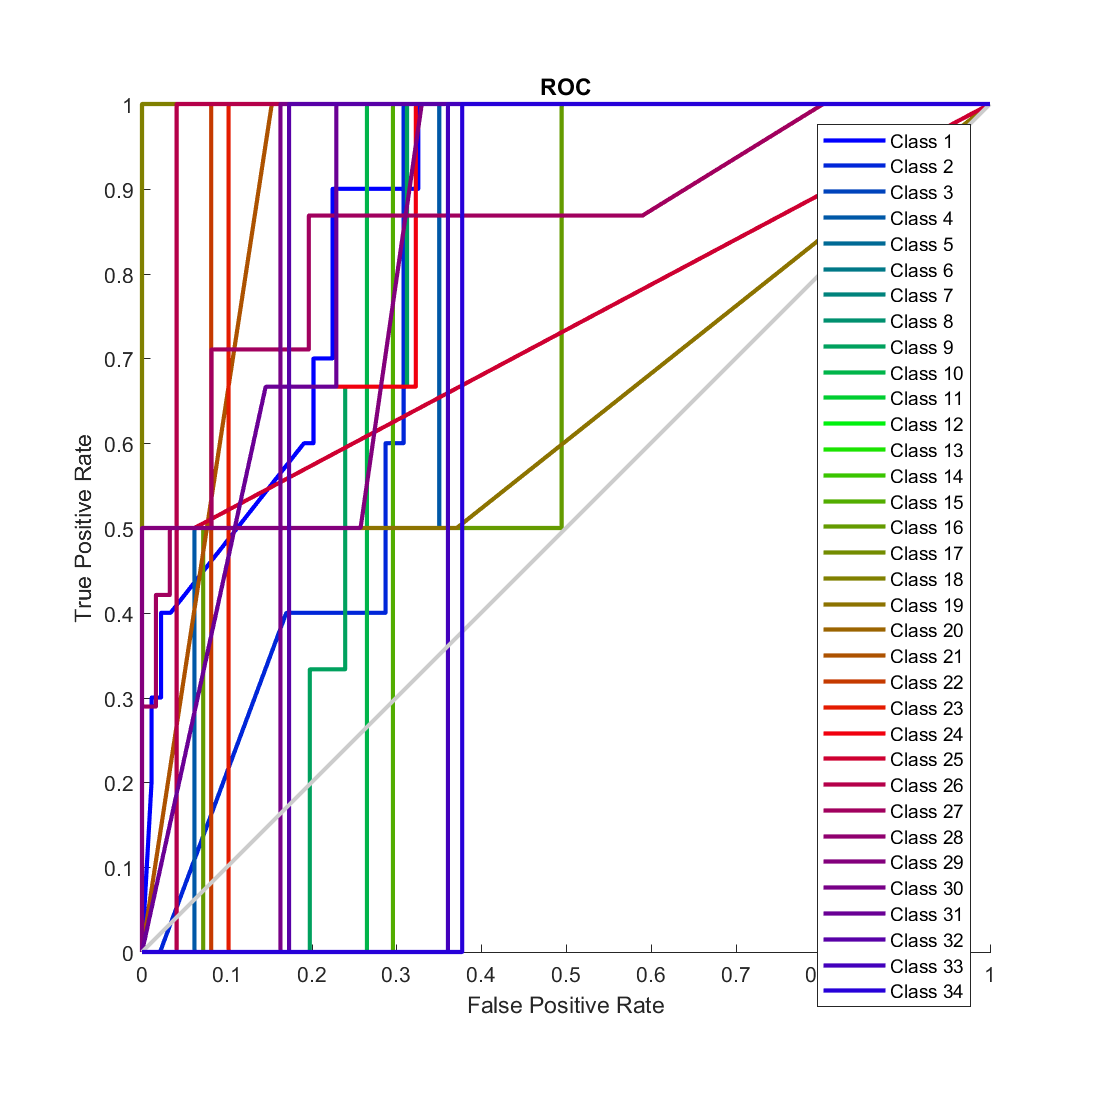 ROC
1
0.9
0.8
0.7
0.6
0.5
0.4
0.3
0.2
0.1
0
True Positive Rate
0 0.1 0.2 0.3 0.4 0.5 0.6 0.7 1
False Positive Rate
Class 1
Class 2
Class 3
Class 4
Class 5
Class 6
Class 7
Class 8
Class 9
Class 10
Class 11
Class 12
Class 13
Class 14
Class 15
Class 16
Class 17
Class 18
Class 19
Class 20
Class 21
Class 22
Class 23
Class 24
Class 25
Class 26
Class 27
Class 28
Class 29
Class 30
Class 31
Class 32
Class 33
Class 34